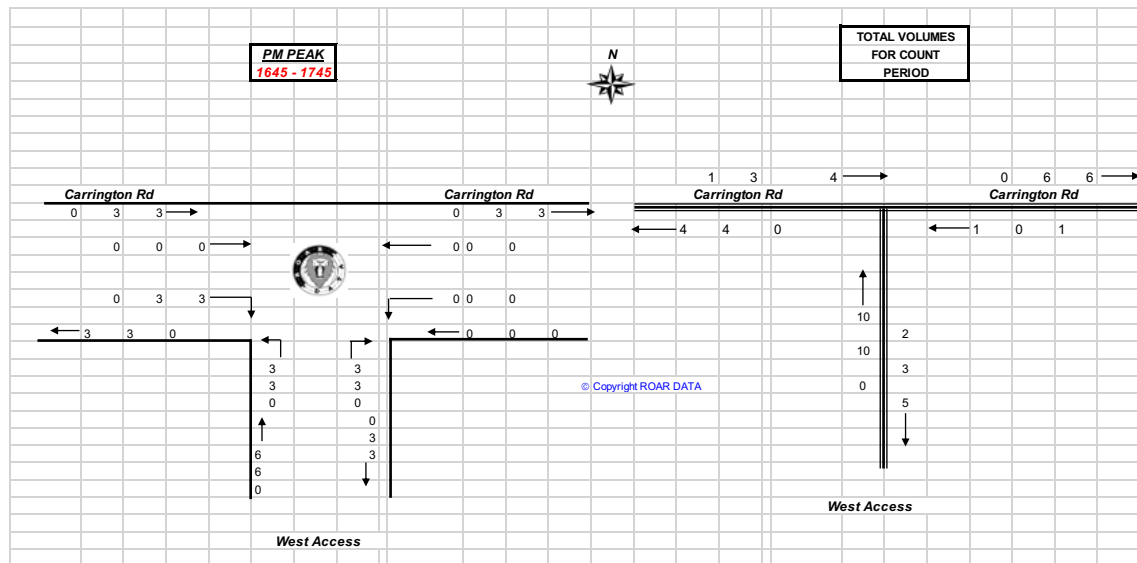 PM PEAK
1645 - 1745
N
TOTAL VOLUMES
FOR COUNT
PERIOD
1 3 4
0 6 6
Carrington Rd
Carrington Rd
Carrington Rd
Carrington Rd
0 3 3
0 3 3
4 4 0
1 0 1
0 0 0
0 0 0
0 3 3
0 0 0
3 3 0
0 0 0
10
2
10
3
0
5
3
3
3
3
0
0
0
3
6
3
6
0
© Copyright ROAR DATA
West Access
West Access